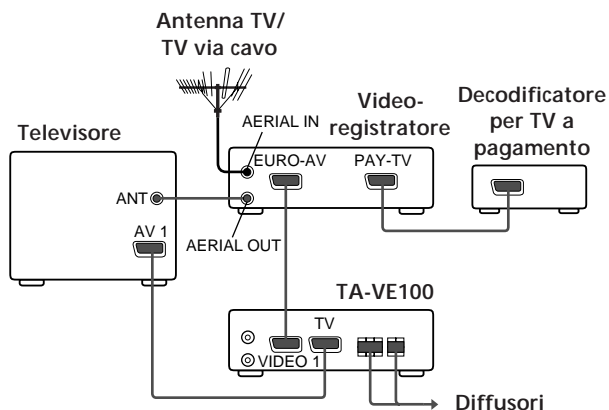 Antenna TV/
TV via cavo
Televisore
Video-
registratore
Decodificatore
per TV a
pagamento
AERIAL IN
EURO-AV
PAY-TV
ANT
AV 1
AERIAL OUT
TA-VE100
TV
VIDEO 1
Diffusori